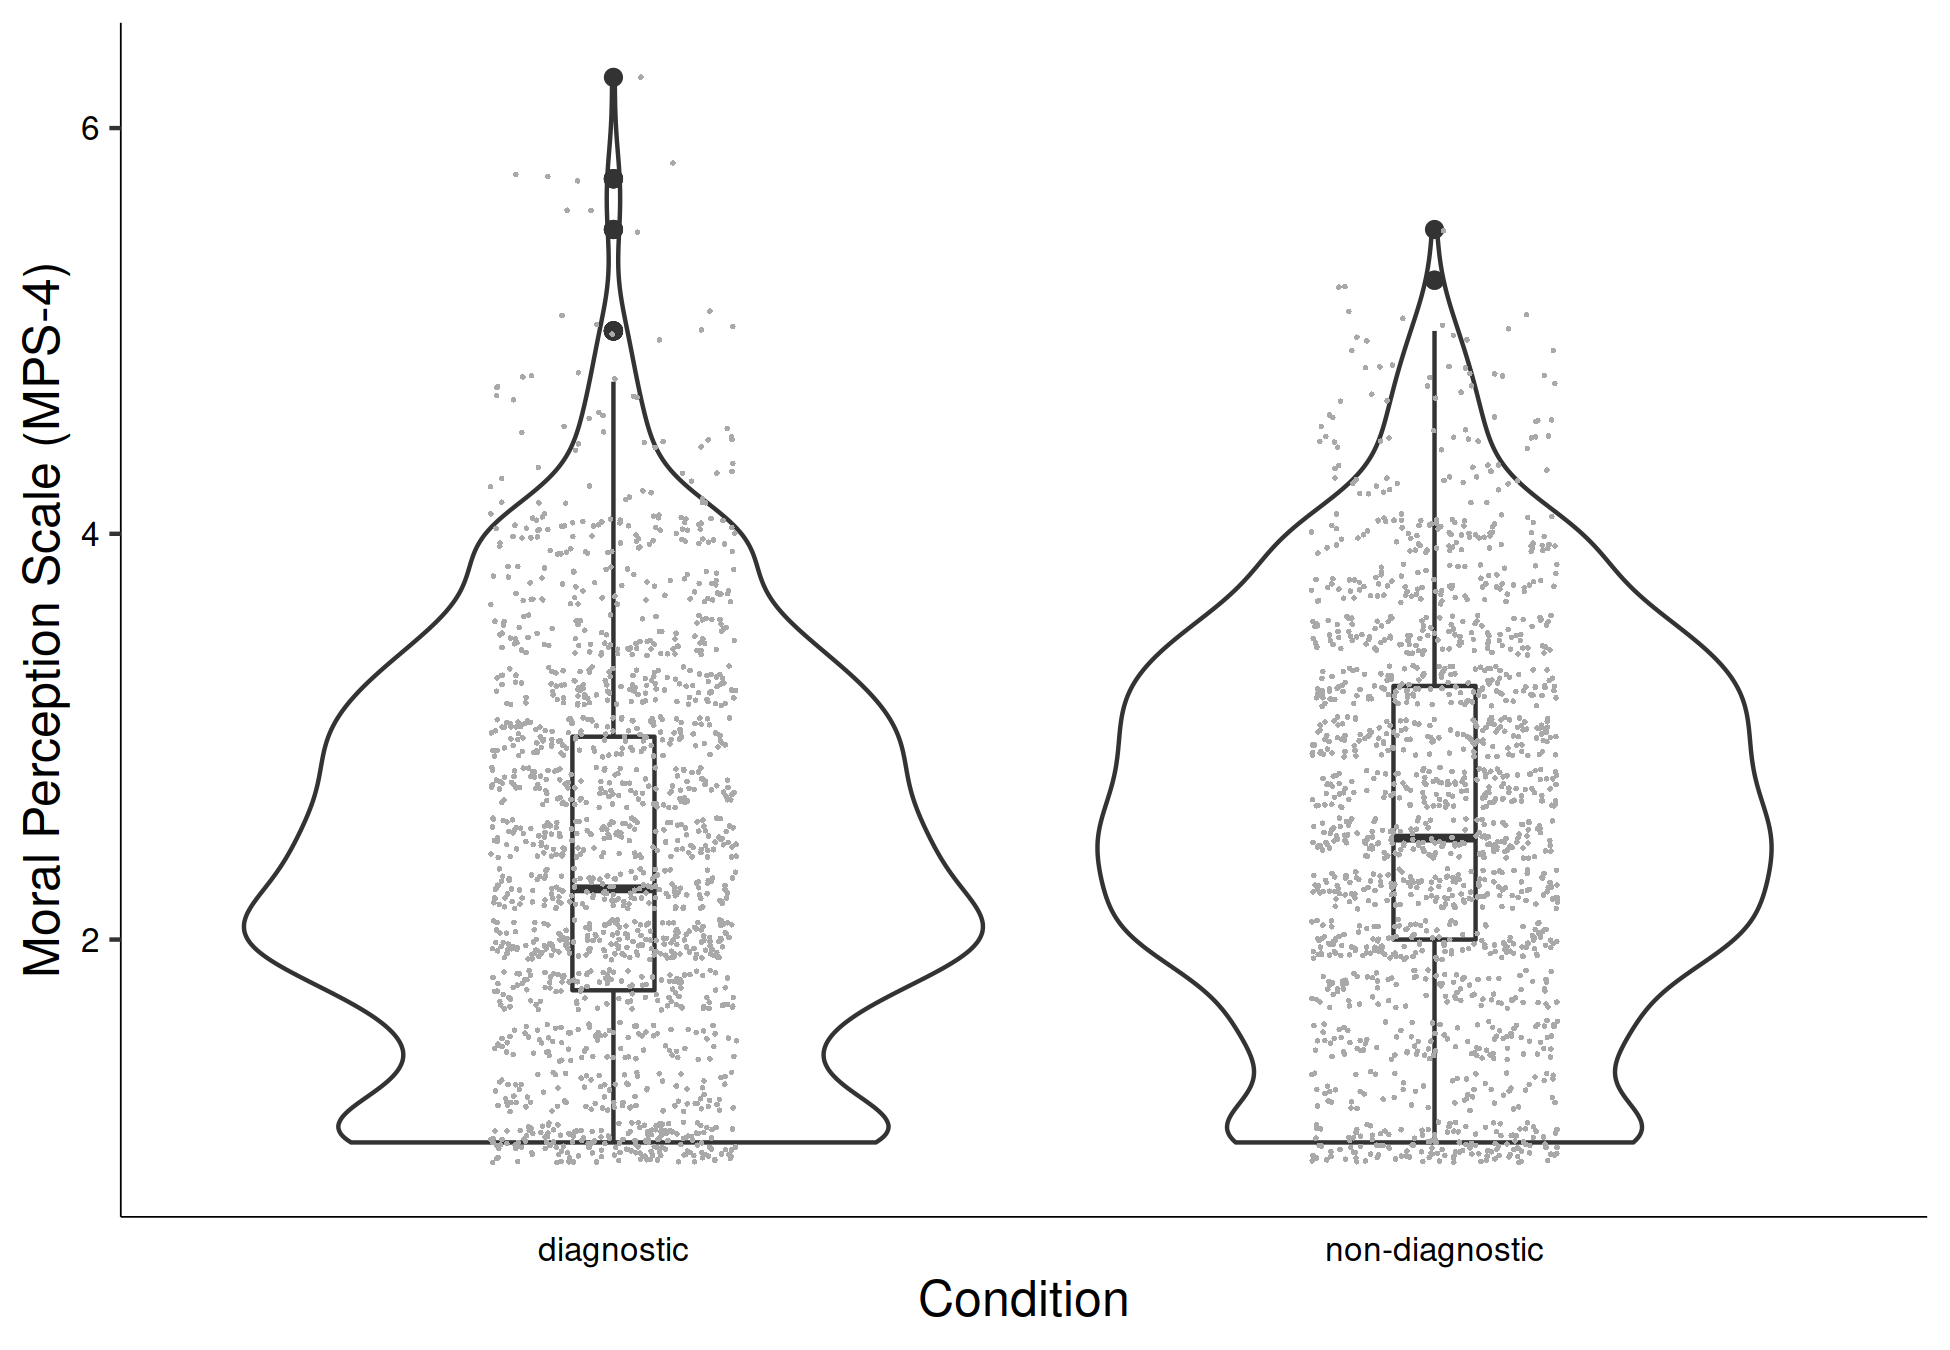 Moral Perception Scale (MPS-4)
6
4
2
diagnostic
non-diagnostic
Condition